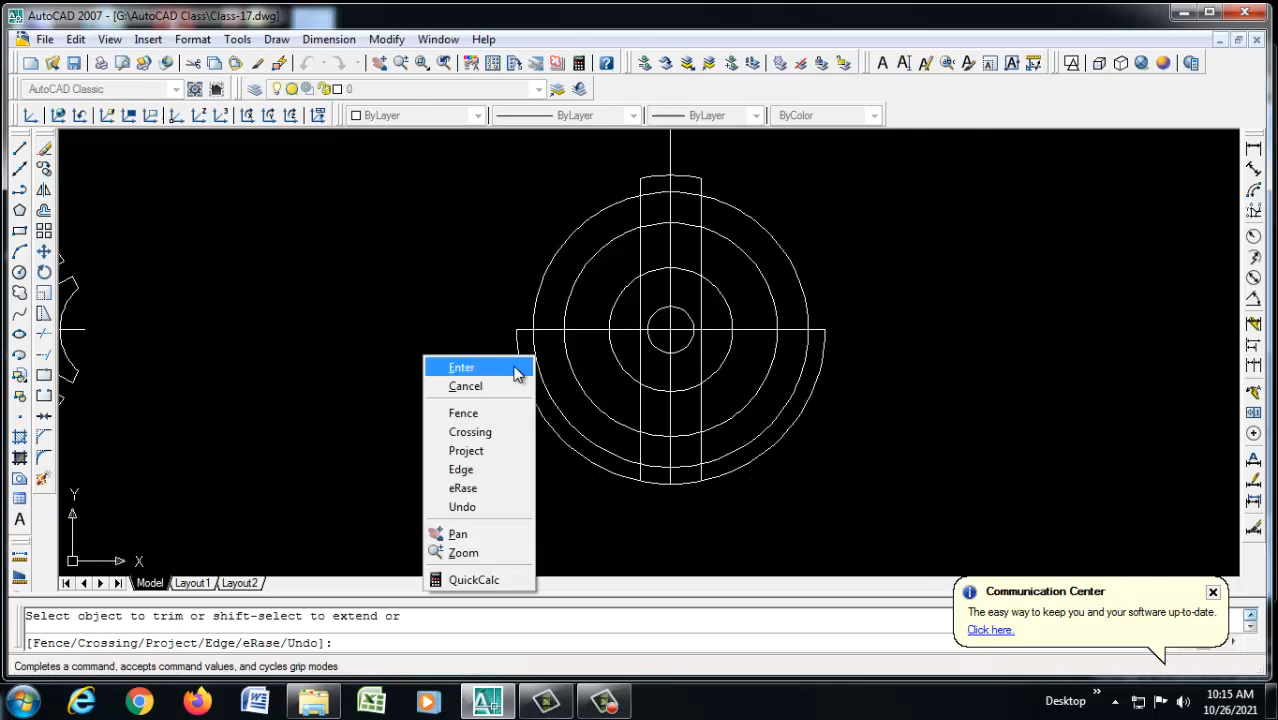 AutoCAD 2007 - [G:\AutoCAD Class\Class-17.dwg]
File Edit View Insert Format Tools Draw Dimension Modify Window Help
AutoCAD Classic
0
ByLayer
ByLayer
ByLayer
ByColor
Enter
Cancel
Fence
Crossing
Project
Edge
eRase
Undo
Pan
Zoom
QuickCalc
Y
X
A
Model Layout1 Layout2
Communication Center
The easy way to keep you and your software up-to-date.
Click here.
Select object to trim or shift-select to extend or
[Fence/Crossing/Project/Edge/eRase/Undo]:
Completes a command, accepts command values, and cycles grip modes
Desktop
10:15 AM
10/26/2021